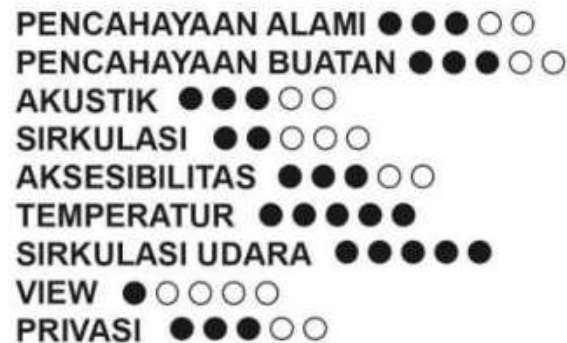 PENCAHAYAAN ALAMI ●●●○○
PENCAHAYAAN BUATAN ●●●○○
AKUSTIK ●●●○○
SIRKULASI ●●○○○
AKSESIBILITAS ●●●○○
TEMPERATUR ●●●●●
SIRKULASI UDARA ●●●●●
VIEW ●○○○○
PRIVASI ●●●○○